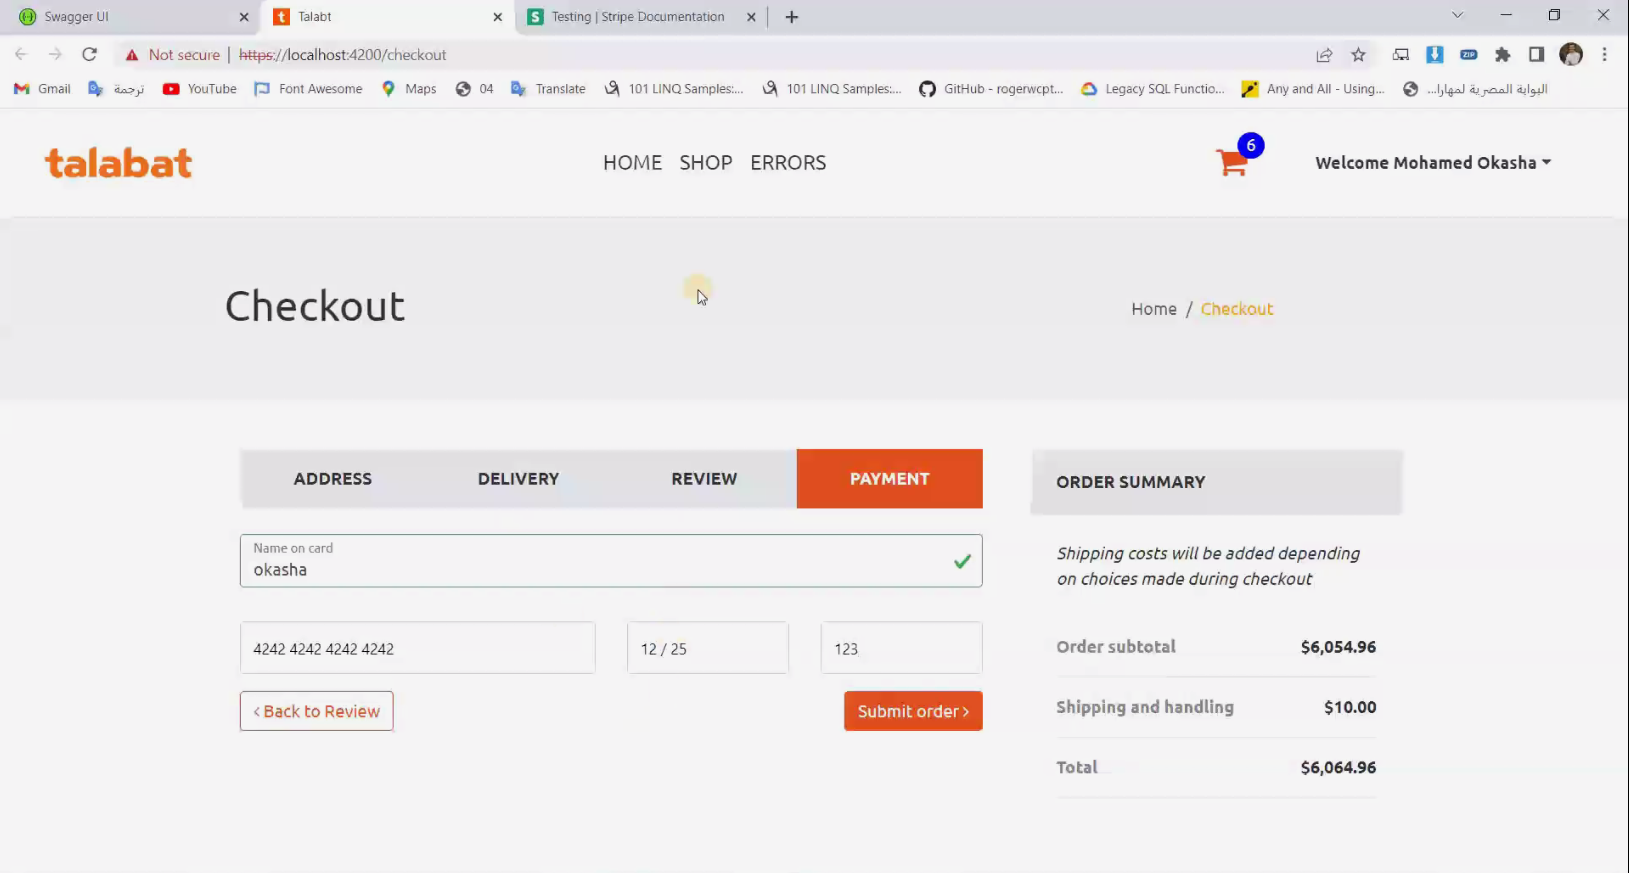 Swagger UI
Talabt
Testing | Stripe Documentation
Not secure | https://localhost:4200/checkout
ZIP
Gmail
ترجمة
YouTube
Font Awesome
Maps
04
Translate
101 LINQ Samples:...
101 LINQ Samples:...
GitHub - rogerwcpt...
Legacy SQL Functio...
Any and All - Using...
البوابة المصرية لمهارا...
talabat
HOME
SHOP
ERRORS
6
Welcome Mohamed Okasha
Checkout
Home / Checkout
ADDRESS
DELIVERY
REVIEW
PAYMENT
Name on card
okasha
4242 4242 4242 4242
12 / 25
123
‹ Back to Review
Submit order ›
ORDER SUMMARY
Shipping costs will be added depending
on choices made during checkout
Order subtotal $6,054.96
Shipping and handling $10.00
Total $6,064.96